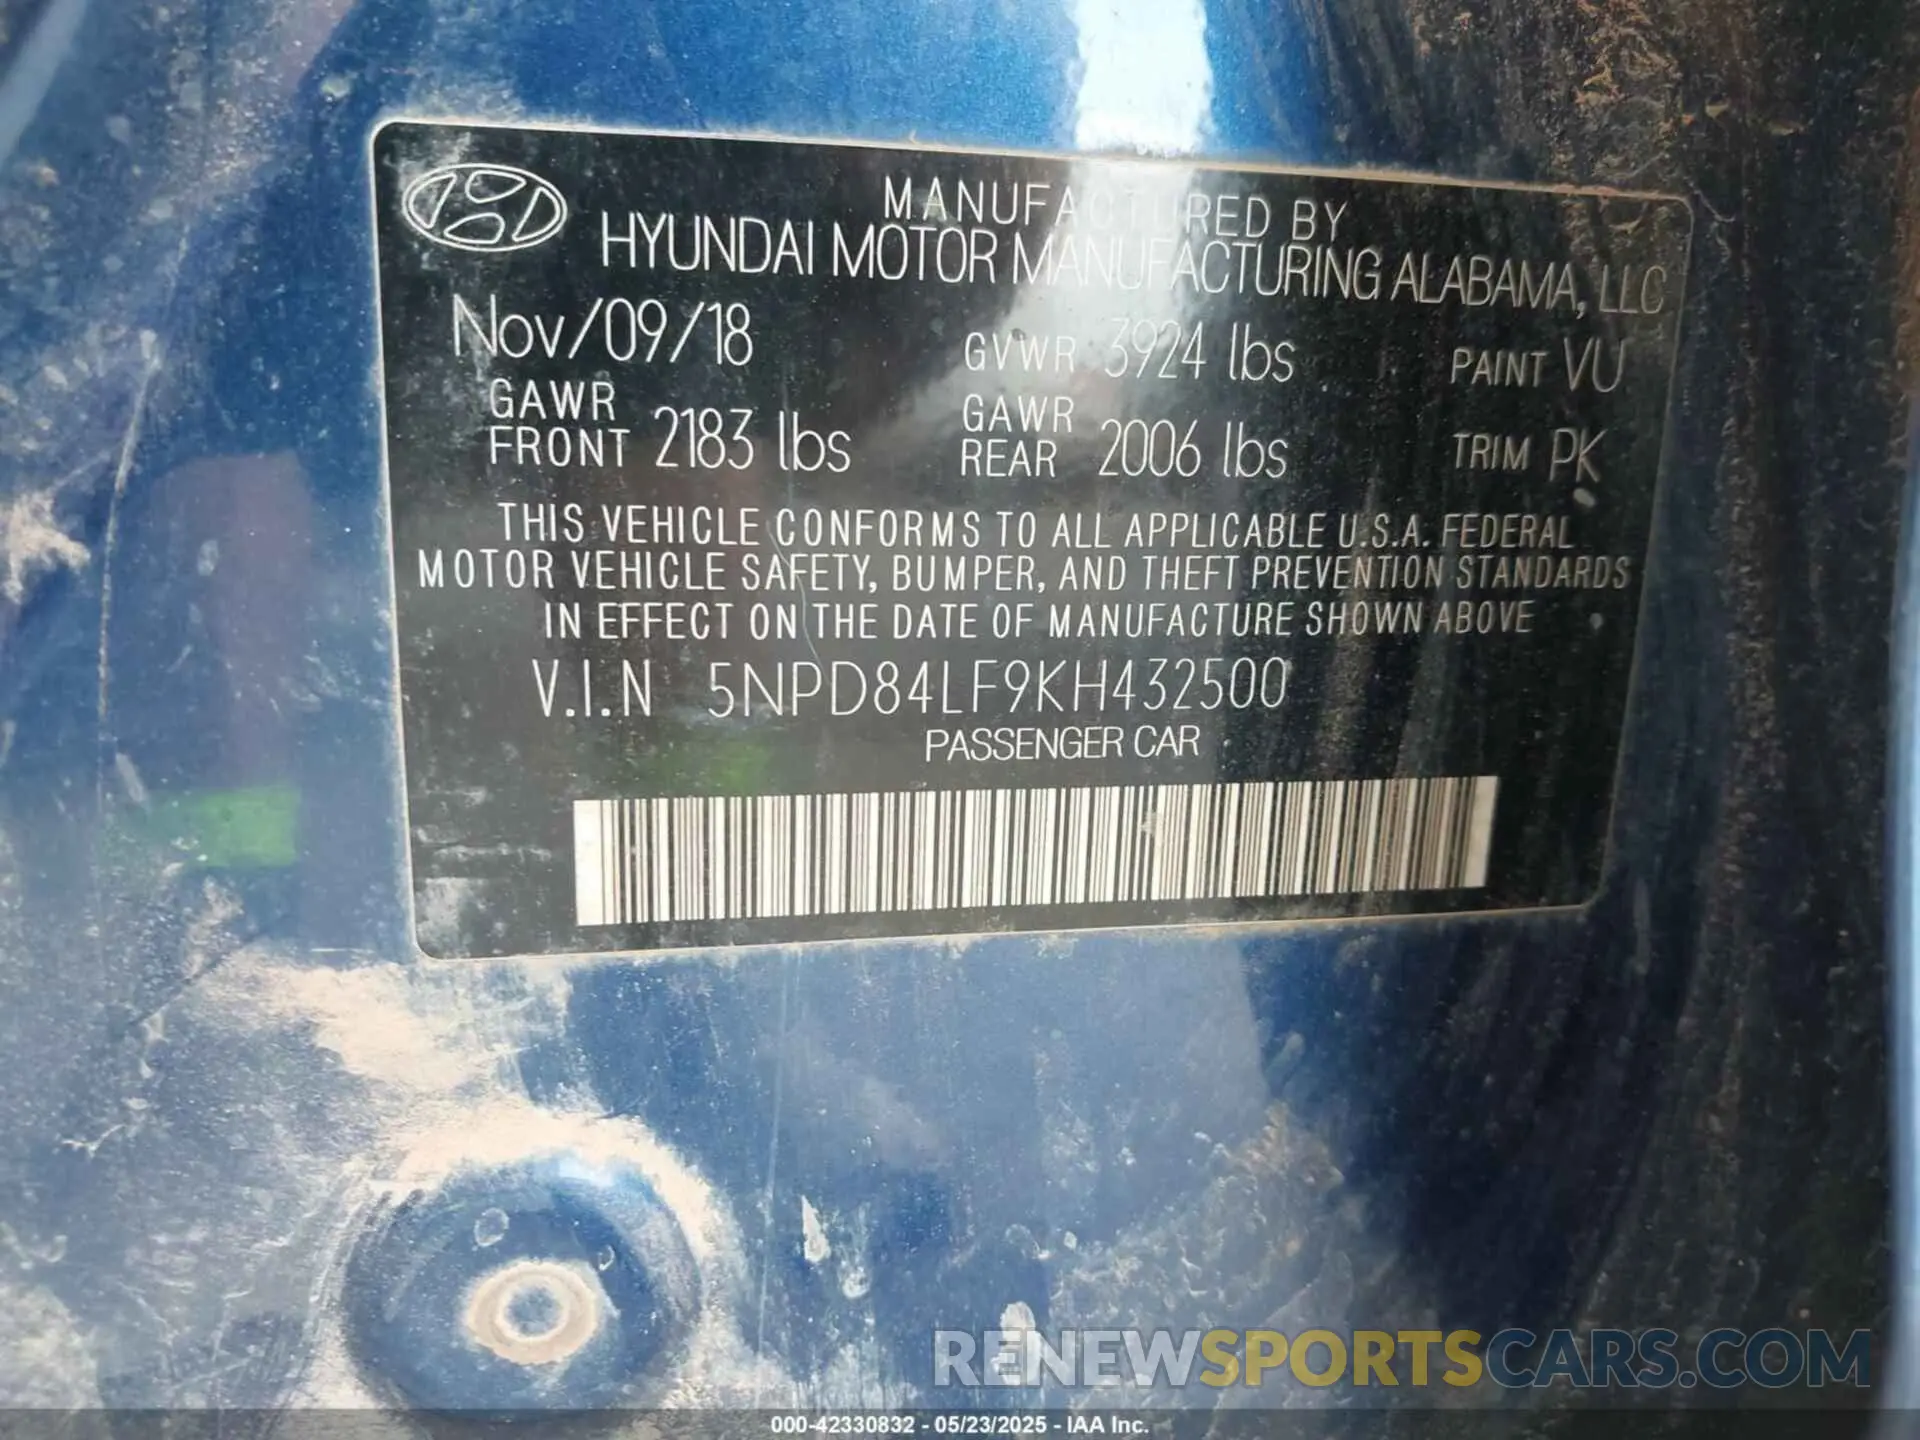 MANUFACTURED BY
HYUNDAI MOTOR MANUFACTURING ALABAMA, LLC
Nov/09/18 GVWR 3924 lbs PAINT VU
GAWR FRONT 2183 lbs GAWR REAR 2006 lbs TRIM PK
THIS VEHICLE CONFORMS TO ALL APPLICABLE U.S.A. FEDERAL
MOTOR VEHICLE SAFETY, BUMPER, AND THEFT PREVENTION STANDARDS
IN EFFECT ON THE DATE OF MANUFACTURE SHOWN ABOVE
V.I.N 5NPD84LF9KH432500
PASSENGER CAR
RENEWSPORTSCARS.COM
000-42330832 - 05/23/2025 - IAA Inc.